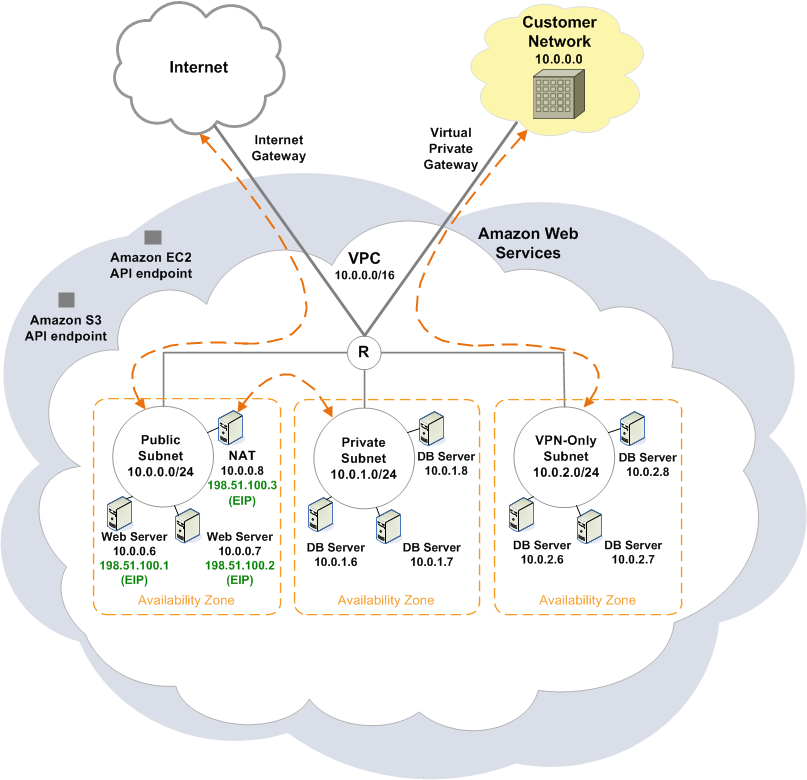 Internet
Customer
Network
10.0.0.0
Internet
Gateway
Virtual
Private
Gateway
Amazon EC2
API endpoint
Amazon S3
API endpoint
VPC
10.0.0.0/16
Amazon Web
Services
R
Public
Subnet
10.0.0.0/24
NAT
10.0.0.8
198.51.100.3
(EIP)
Web Server
10.0.0.6
198.51.100.1
(EIP)
Web Server
10.0.0.7
198.51.100.2
(EIP)
Availability Zone
Private
Subnet
10.0.1.0/24
DB Server
10.0.1.8
DB Server
10.0.1.6
DB Server
10.0.1.7
Availability Zone
VPN-Only
Subnet
10.0.2.0/24
DB Server
10.0.2.8
DB Server
10.0.2.6
DB Server
10.0.2.7
Availability Zone